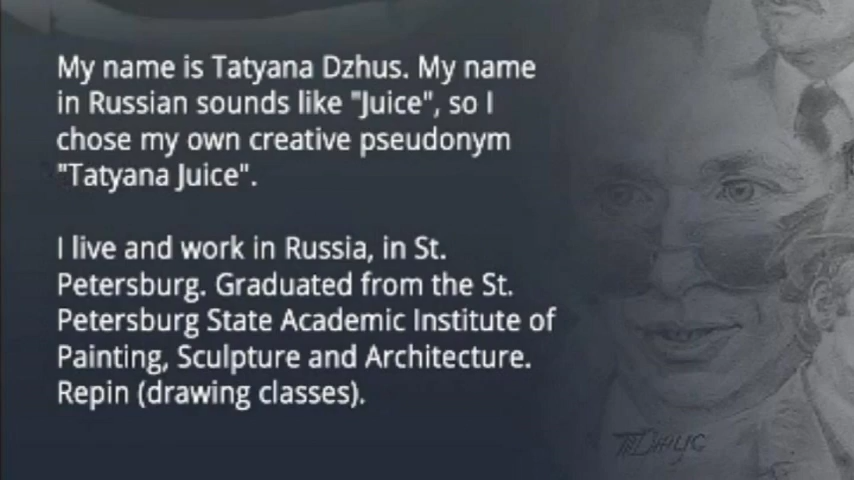 My name is Tatyana Dzhus. My name
in Russian sounds like "Juice", so I
chose my own creative pseudonym
"Tatyana Juice".
I live and work in Russia, in St.
Petersburg. Graduated from the St.
Petersburg State Academic Institute of
Painting, Sculpture and Architecture.
Repin (drawing classes).